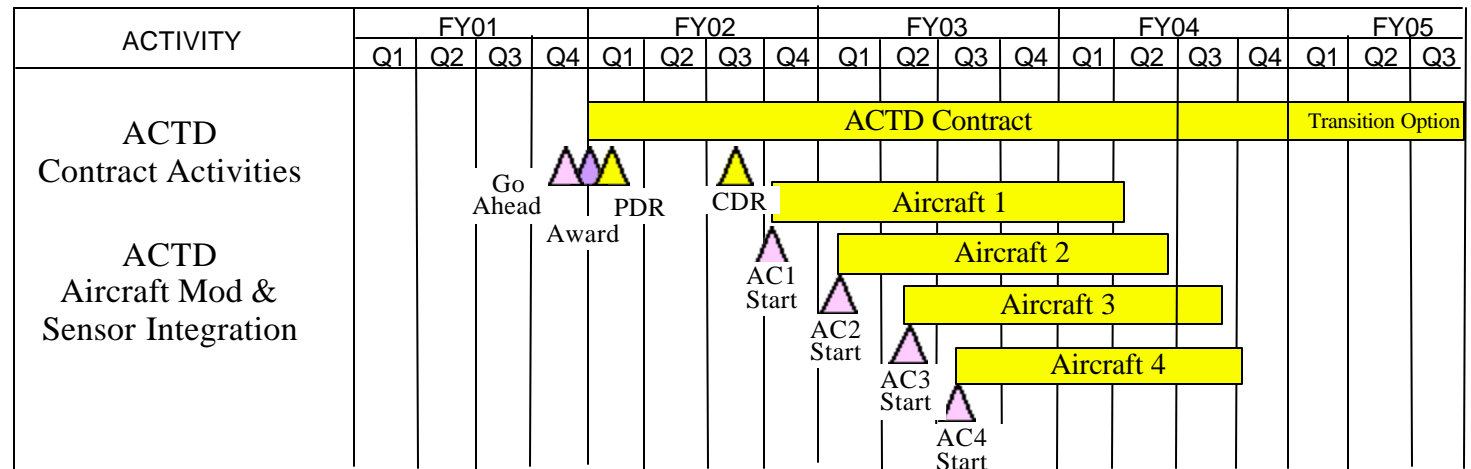 ACTIVITY
FY01 FY02 FY03 FY04 FY05
Q1 Q2 Q3 Q4 Q1 Q2 Q3 Q4 Q1 Q2 Q3 Q4 Q1 Q2 Q3 Q4 Q1 Q2 Q3
ACTD
Contract Activities
ACTD Contract
Transition Option
Go
Ahead
Award
PDR
CDR
ACTD
Aircraft Mod &
Sensor Integration
Aircraft 1
AC1
Start
Aircraft 2
AC2
Start
Aircraft 3
AC3
Start
Aircraft 4
AC4
Start